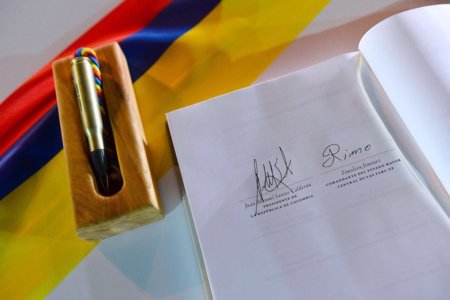 Juan Manuel Santos Calderón
PRESIDENTE DE
LA REPÚBLICA DE COLOMBIA
Rimo
Timoleón Jiménez
COMANDANTE DEL ESTADO MAYOR
CENTRAL DE LAS FARC-EP